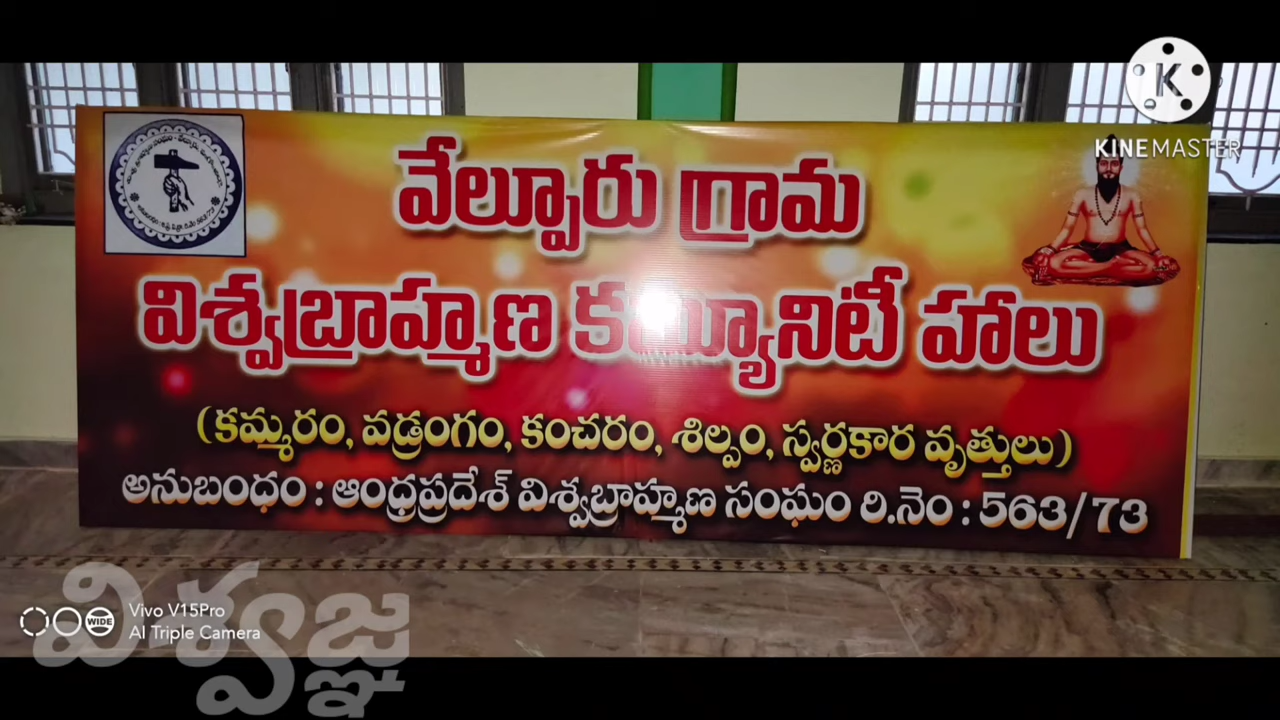 KINEMASTER
వేల్పూరు గ్రామ
విశ్వబ్రాహ్మణ కమ్యూనిటీ హాలు
(కమ్మరం, వడ్రంగం, కంచరం, శిల్పం, స్వర్ణకార వృత్తులు)
అనుబంధం : ఆంధ్రప్రదేశ్ విశ్వబ్రాహ్మణ సంఘం రి.నెం : 563/73
Vivo V15Pro
WIDE
AI Triple Camera
విశ్వజ్ఞ